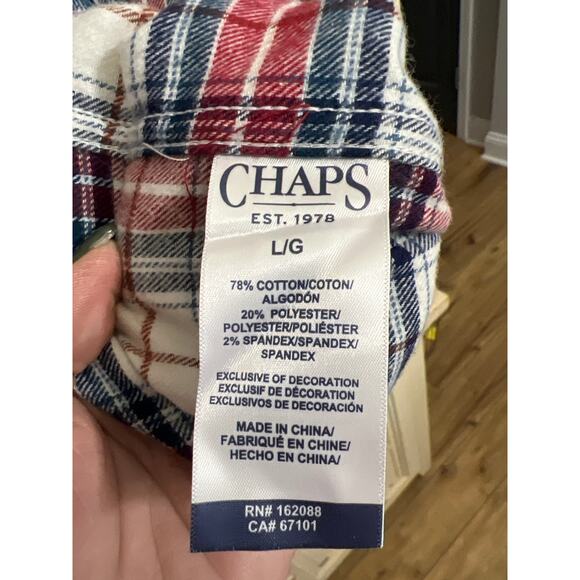 CHAPS
EST. 1978
L/G
78% COTTON/COTON/
ALGODÓN
20% POLYESTER/
POLYESTER/POLIÉSTER
2% SPANDEX/SPANDEX/
SPANDEX
EXCLUSIVE OF DECORATION
EXCLUSIF DE DÉCORATION
EXCLUSIVOS DE DECORACIÓN
MADE IN CHINA/
FABRIQUÉ EN CHINE/
HECHO EN CHINA/
RN# 162088
CA# 67101